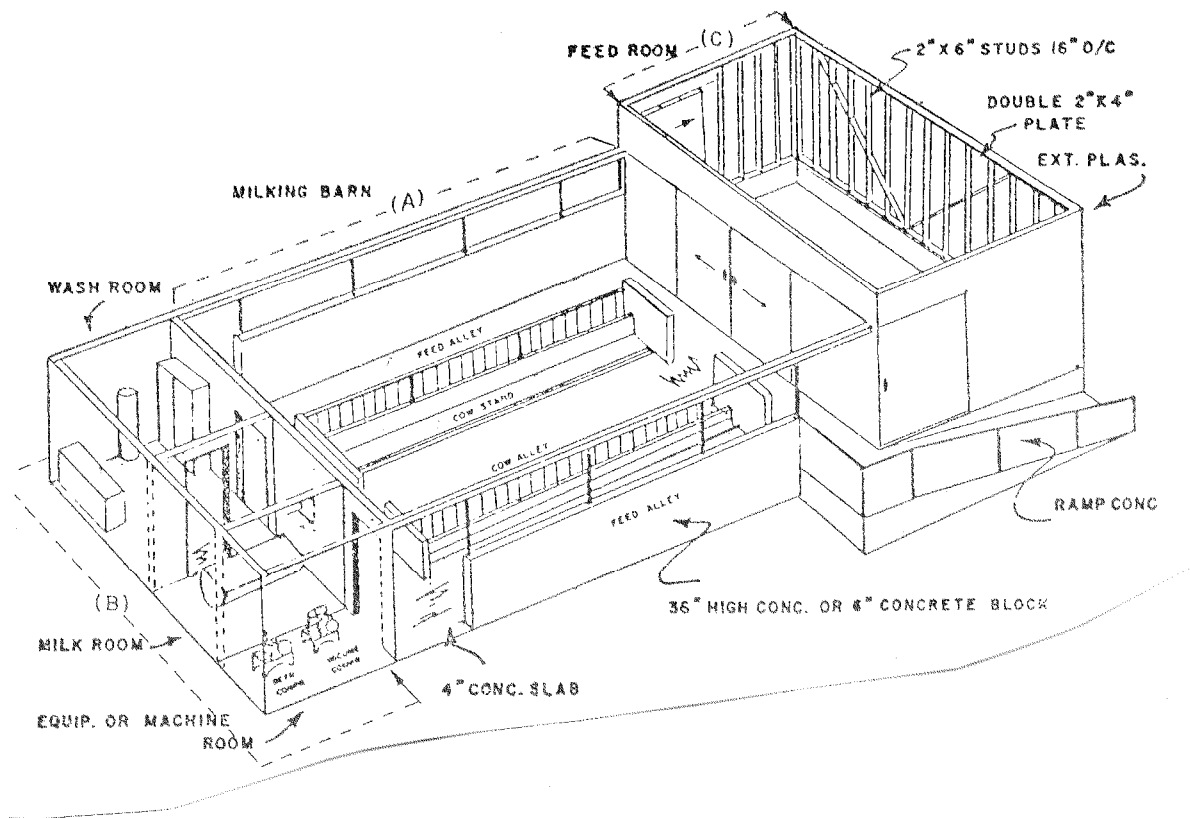 FEED ROOM (C)
2" X 6" STUDS 16" O/C
DOUBLE 2" X 4"
PLATE
EXT. PLAS.
MILKING BARN
(A)
WASH ROOM
FEED ALLEY
COW STAND
COW ALLEY
FEED ALLEY
RAMP CONC
36" HIGH CONC. OR 6" CONCRETE BLOCK
(B)
MILK ROOM
4" CONC. SLAB
EQUIP. OR MACHINE
ROOM